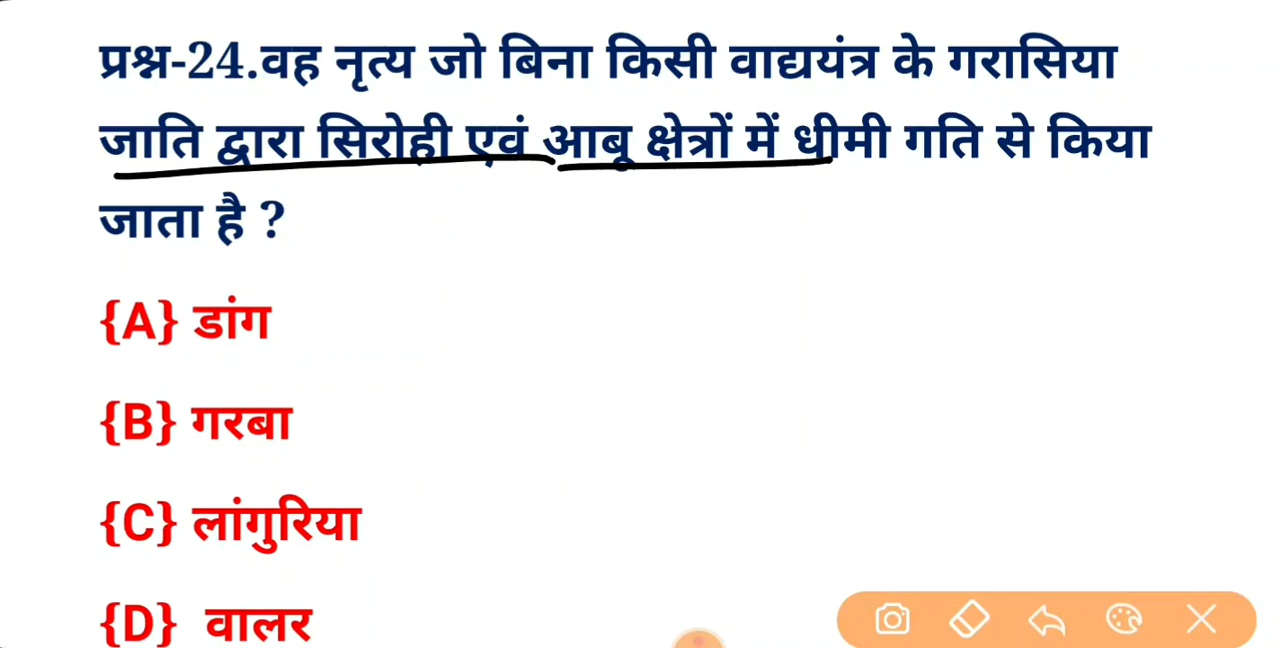 प्रश्न-24.वह नृत्य जो बिना किसी वाद्ययंत्र के गरासिया
जाति द्वारा सिरोही एवं आबू क्षेत्रों में धीमी गति से किया
जाता है ?
{A} डांग
{B} गरबा
{C} लांगुरिया
{D} वालर